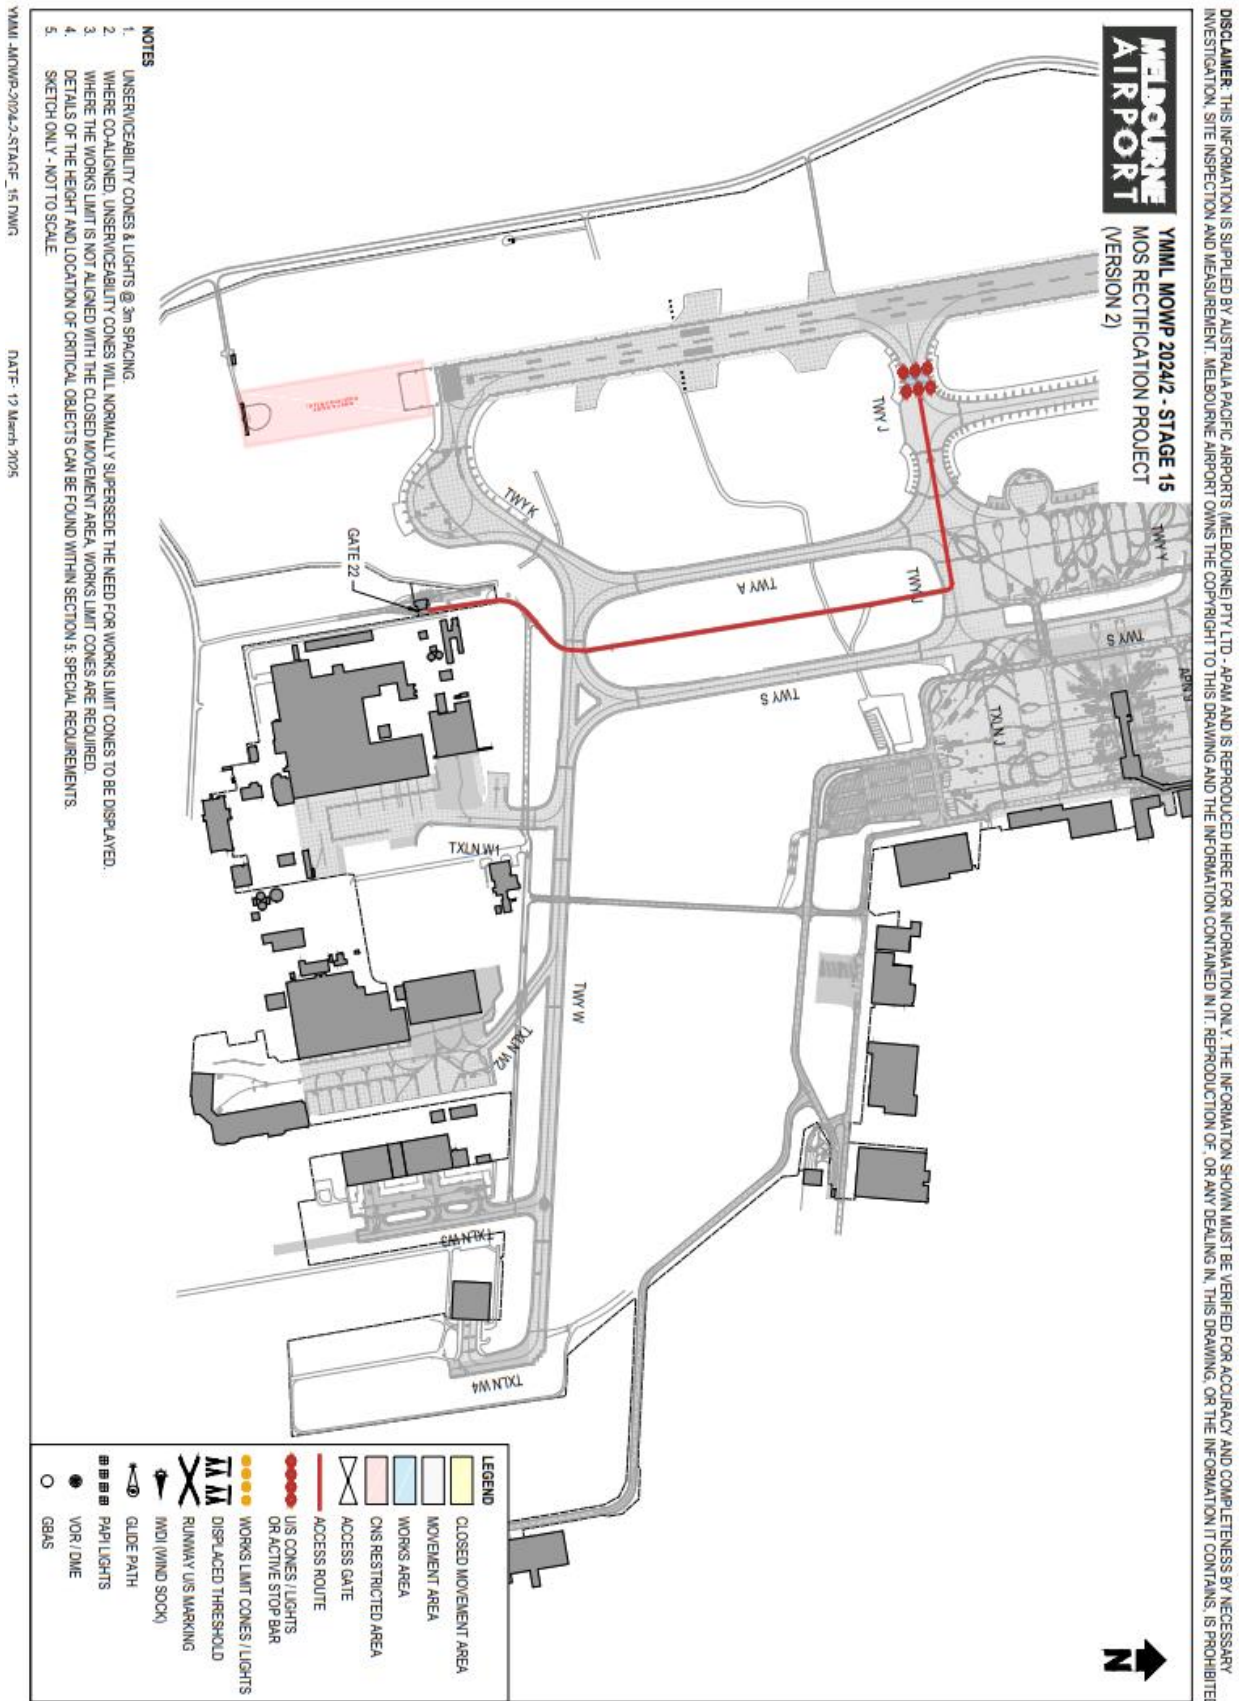 DISCLAIMER: THIS INFORMATION IS SUPPLIED BY AUSTRALIA PACIFIC AIRPORTS (MELBOURNE) PTY LTD - APAM AND IS REPRODUCED HERE FOR INFORMATION ONLY. THE INFORMATION SHOWN MUST BE VERIFIED FOR ACCURACY AND COMPLETENESS BY NECESSARY
INVESTIGATION, SITE INSPECTION AND MEASUREMENT. MELBOURNE AIRPORT OWNS THE COPYRIGHT TO THIS DRAWING AND THE INFORMATION CONTAINED IN IT. REPRODUCTION OF, OR ANY DEALING IN, THIS DRAWING, OR THE INFORMATION IT CONTAINS, IS PROHIBITED
MELBOURNE
AIRPORT
YMML MOWP 2024/2 - STAGE 15
MOS RECTIFICATION PROJECT
(VERSION 2)
TWY Y
TWY J
TWY J
TWY S
APN 9
TXLN J
TWY A
TWY S
TWY K
GATE 22
TXLN W1
TWY W
TXLN W2
TXLN W3
TXLN W4
N
NOTES
1. UNSERVICEABILITY CONES & LIGHTS @ 3m SPACING.
2. WHERE CO-ALIGNED, UNSERVICEABILITY CONES WILL NORMALLY SUPERSEDE THE NEED FOR WORKS LIMIT CONES TO BE DISPLAYED.
3. WHERE THE WORKS LIMIT IS NOT ALIGNED WITH THE CLOSED MOVEMENT AREA, WORKS LIMIT CONES ARE REQUIRED.
4. DETAILS OF THE HEIGHT AND LOCATION OF CRITICAL OBJECTS CAN BE FOUND WITHIN SECTION 5: SPECIAL REQUIREMENTS.
5. SKETCH ONLY - NOT TO SCALE.
LEGEND
CLOSED MOVEMENT AREA
MOVEMENT AREA
WORKS AREA
CNS RESTRICTED AREA
ACCESS GATE
ACCESS ROUTE
U/S CONES / LIGHTS
OR ACTIVE STOP BAR
WORKS LIMIT CONES / LIGHTS
DISPLACED THRESHOLD
RUNWAY U/S MARKING
IWDI (WIND SOCK)
GLIDE PATH
PAPI LIGHTS
VOR / DME
GBAS
YMML-MOWP-2024-2-STAGE_15.DWG
DATE: 12 March 2025